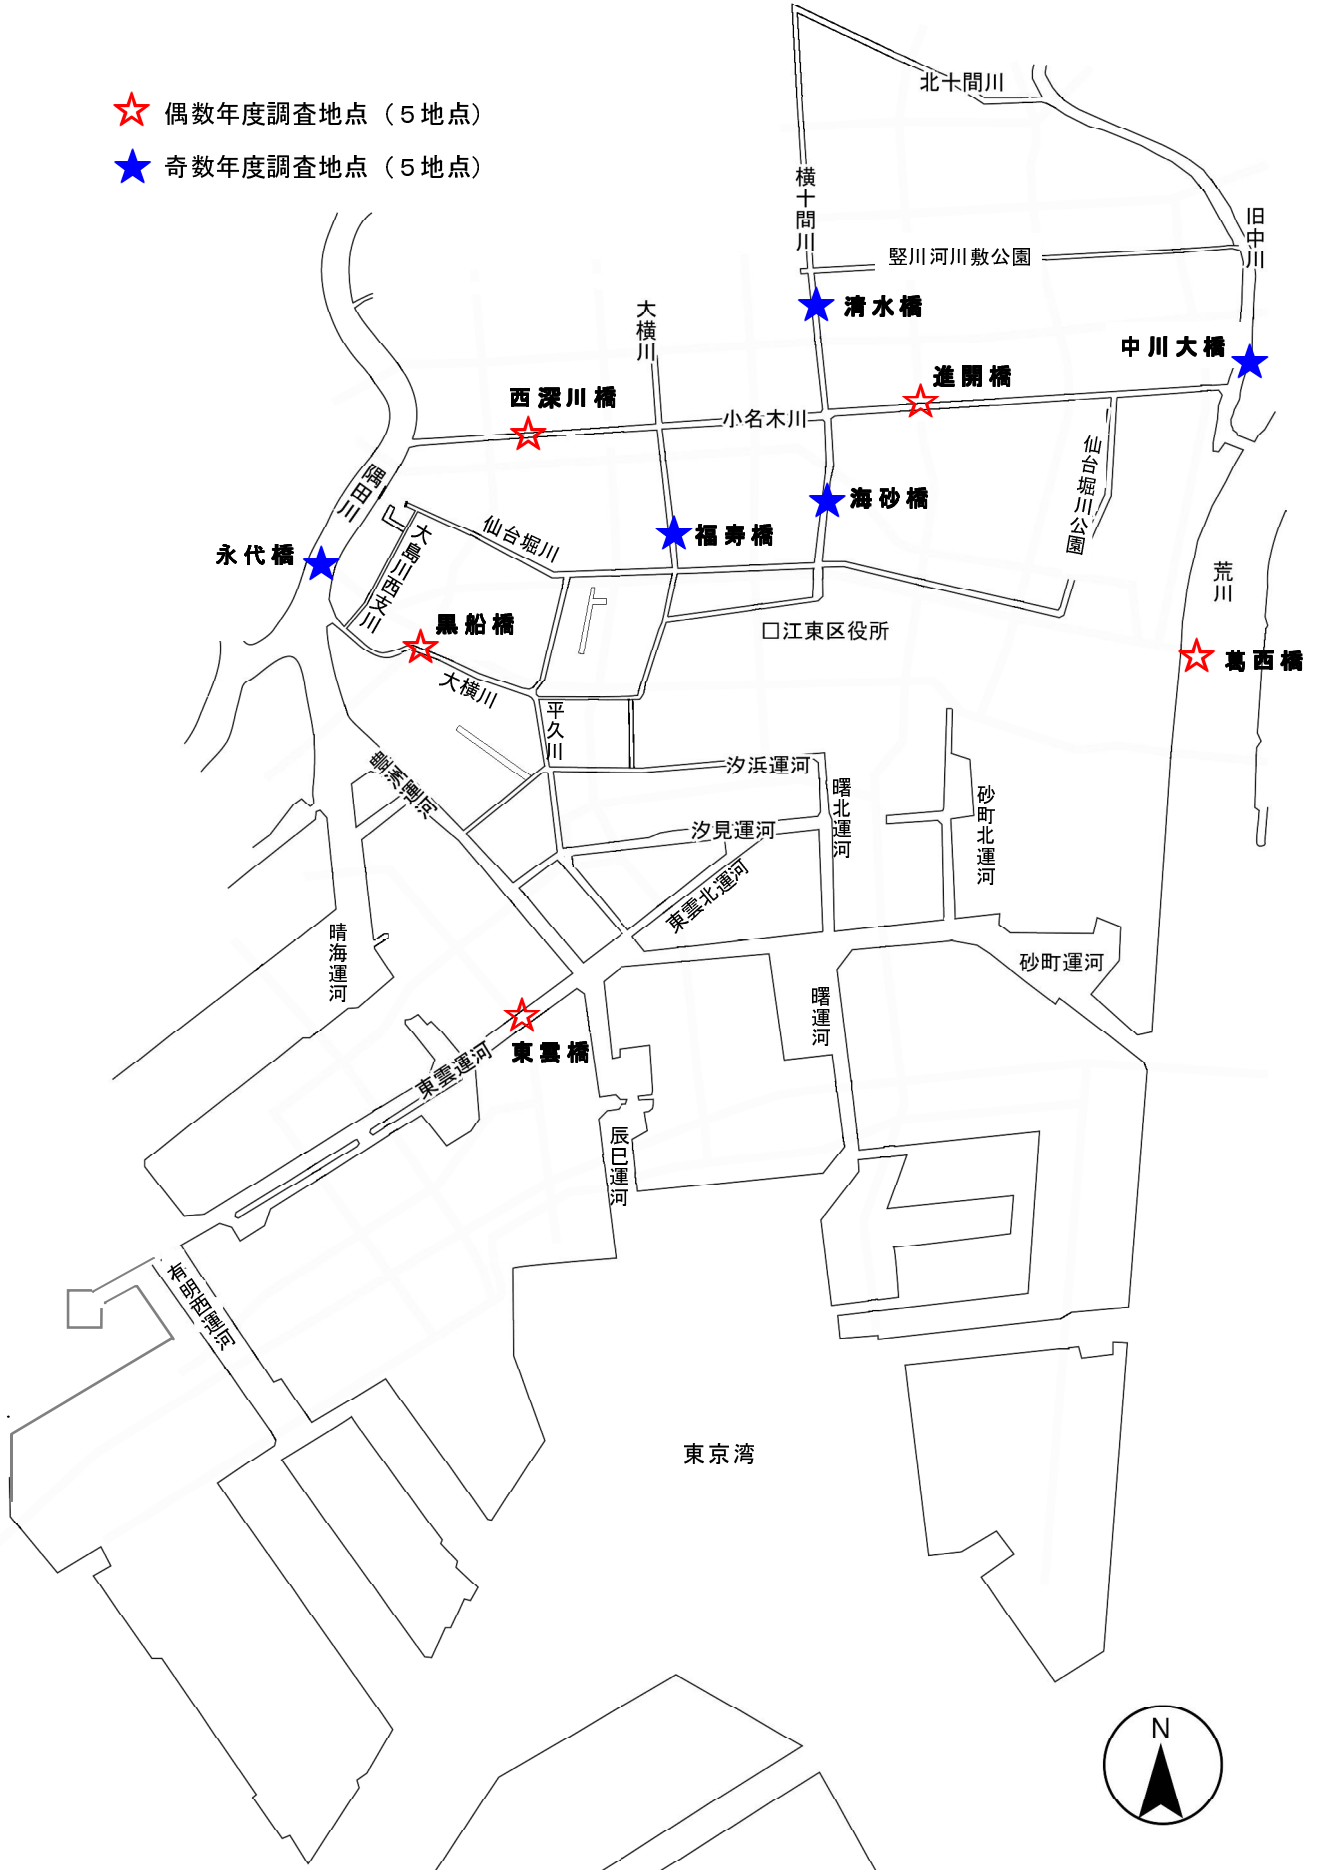 北十間川
偶数年度調査地点（５地点）
奇数年度調査地点（５地点）
横十間川
旧中川
竪川河川敷公園
清水橋
大横川
中川大橋
進開橋
西深川橋
小名木川
仙台堀川公園
隅田川
海砂橋
仙台堀川
福寿橋
大島川西支川
永代橋
荒川
黒船橋
□江東区役所
葛西橋
大横川
平久川
豊洲運河
汐浜運河
曙北運河
砂町北運河
汐見運河
東雲北運河
晴海運河
砂町運河
曙運河
東雲橋
東雲運河
辰巳運河
有明西運河
東京湾
N